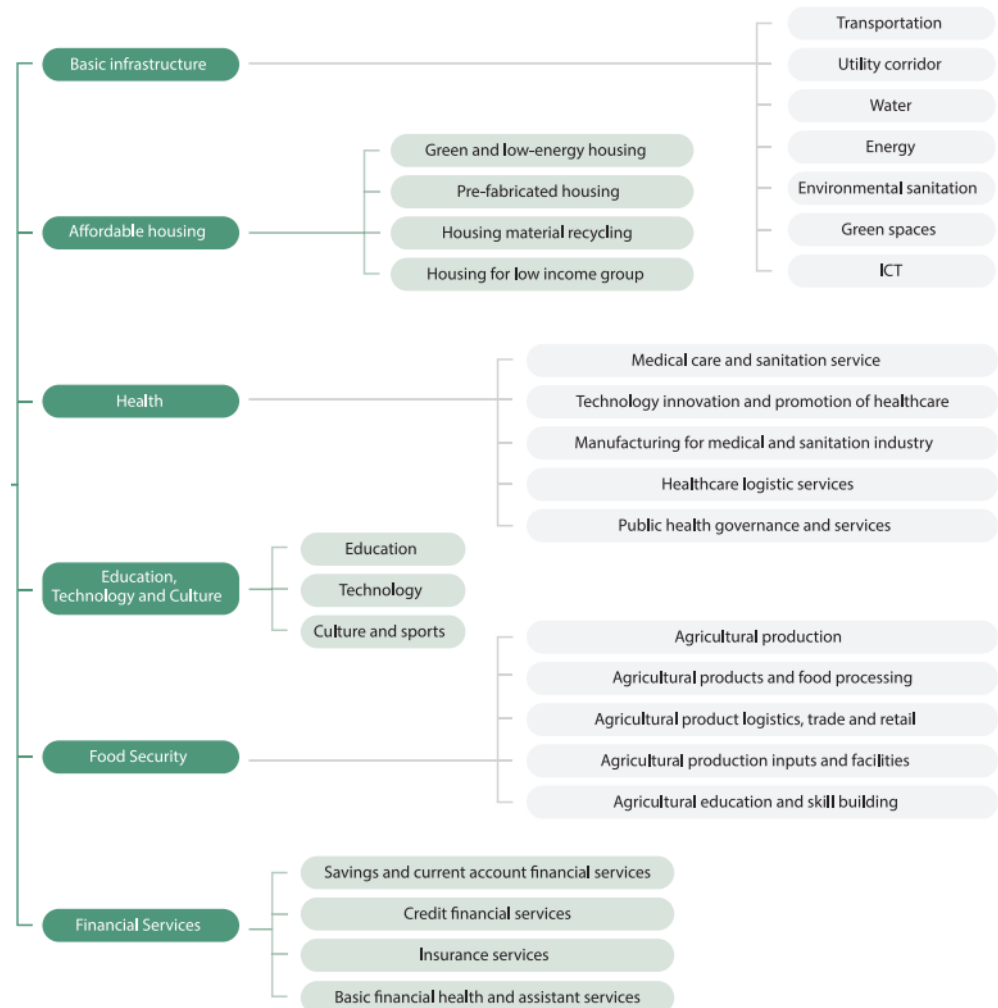 Basic infrastructure
Transportation
Utility corridor
Water
Energy
Environmental sanitation
Green spaces
ICT
Affordable housing
Green and low-energy housing
Pre-fabricated housing
Housing material recycling
Housing for low income group
Health
Medical care and sanitation service
Technology innovation and promotion of healthcare
Manufacturing for medical and sanitation industry
Healthcare logistic services
Public health governance and services
Education,
Technology and Culture
Education
Technology
Culture and sports
Food Security
Agricultural production
Agricultural products and food processing
Agricultural product logistics, trade and retail
Agricultural production inputs and facilities
Agricultural education and skill building
Financial Services
Savings and current account financial services
Credit financial services
Insurance services
Basic financial health and assistant services